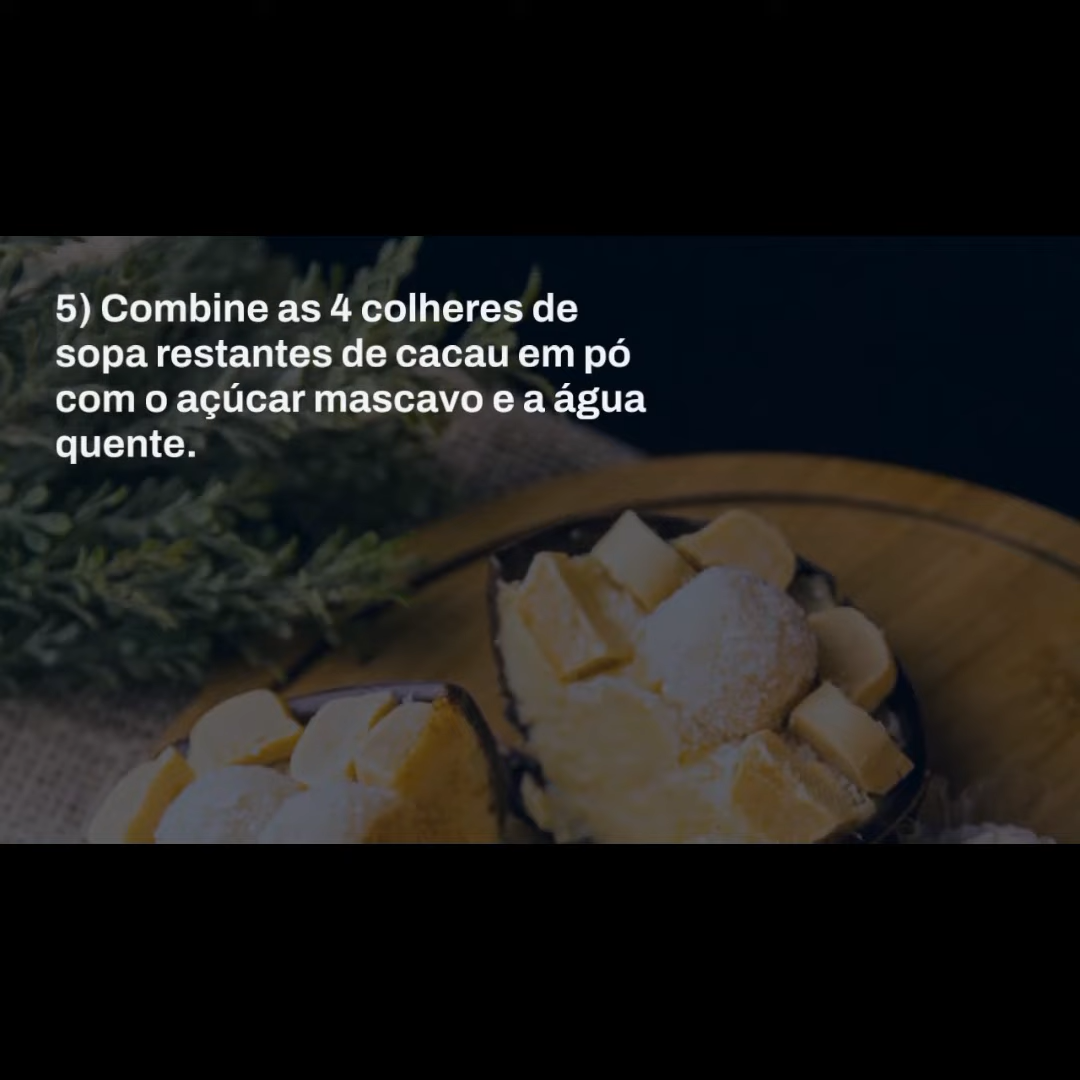 5) Combine as 4 colheres de
sopa restantes de cacau em pó
com o açúcar mascavo e a água
quente.